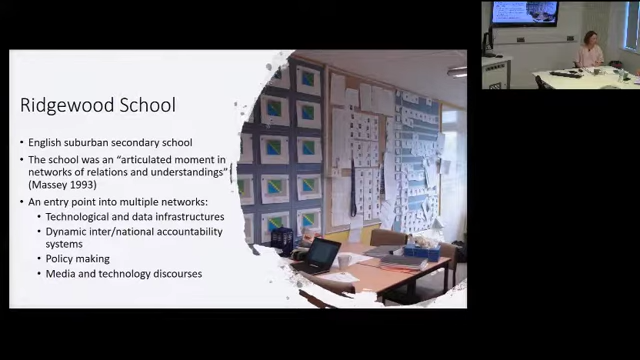 Ridgewood School
• English suburban secondary school
• The school was an “articulated moment in
networks of relations and understandings”
(Massey 1993)
• An entry point into multiple networks:
• Technological and data infrastructures
• Dynamic inter/national accountability
systems
• Policy making
• Media and technology discourses